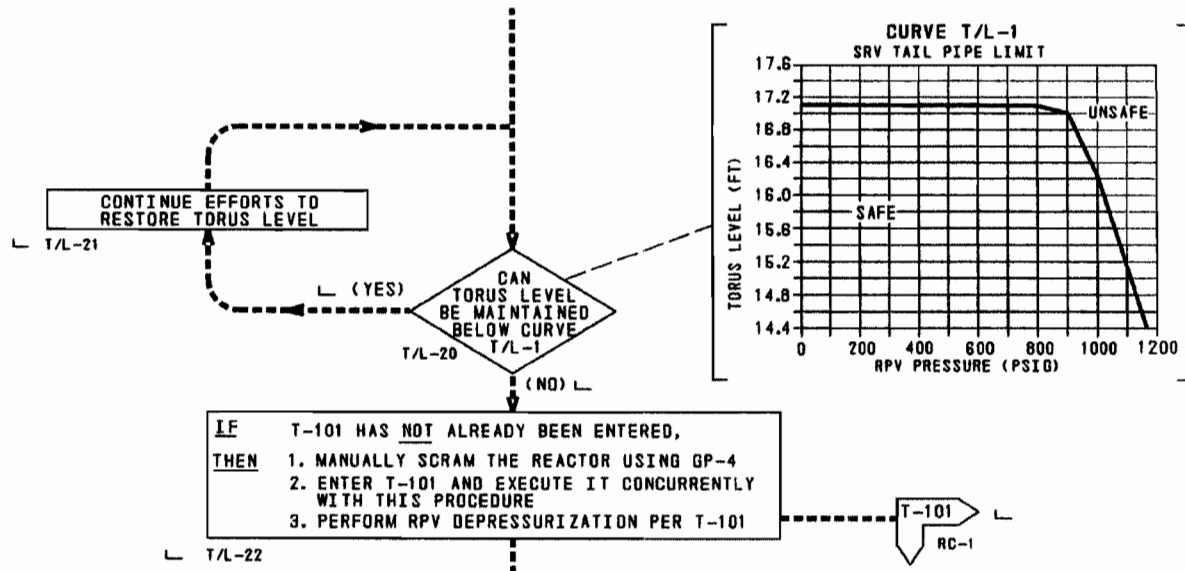 CURVE T/L-1
SRV TAIL PIPE LIMIT
17.6
17.2
16.8
16.4
16.0
15.6
15.2
14.8
14.4
TORUS LEVEL (FT)
UNSAFE
SAFE
0
200
400
600
800
1000
1200
RPV PRESSURE (PSIG)
CONTINUE EFFORTS TO
RESTORE TORUS LEVEL
T/L-21
(YES)
CAN
TORUS LEVEL
BE MAINTAINED
BELOW CURVE
T/L-1
T/L-20
(NO)
IF T-101 HAS NOT ALREADY BEEN ENTERED,
THEN 1. MANUALLY SCRAM THE REACTOR USING GP-4
2. ENTER T-101 AND EXECUTE IT CONCURRENTLY
WITH THIS PROCEDURE
3. PERFORM RPV DEPRESSURIZATION PER T-101
T/L-22
T-101
RC-1